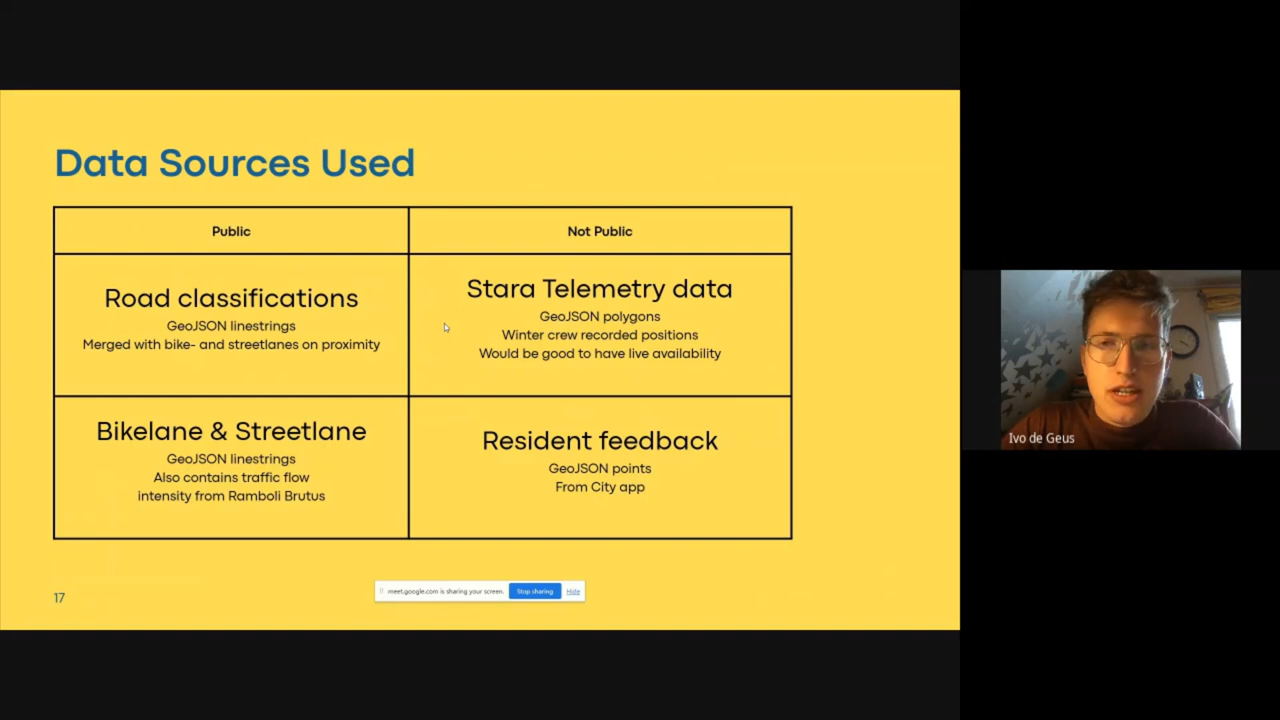 Data Sources Used
Public
Not Public
Road classifications
GeoJSON linestrings
Merged with bike- and streetlanes on proximity
Stara Telemetry data
GeoJSON polygons
Winter crew recorded positions
Would be good to have live availability
Bikelane & Streetlane
GeoJSON linestrings
Also contains traffic flow
intensity from Ramboli Brutus
Resident feedback
GeoJSON points
From City app
17
meet.google.com is sharing your screen.
Stop sharing
Hide
Ivo de Geus